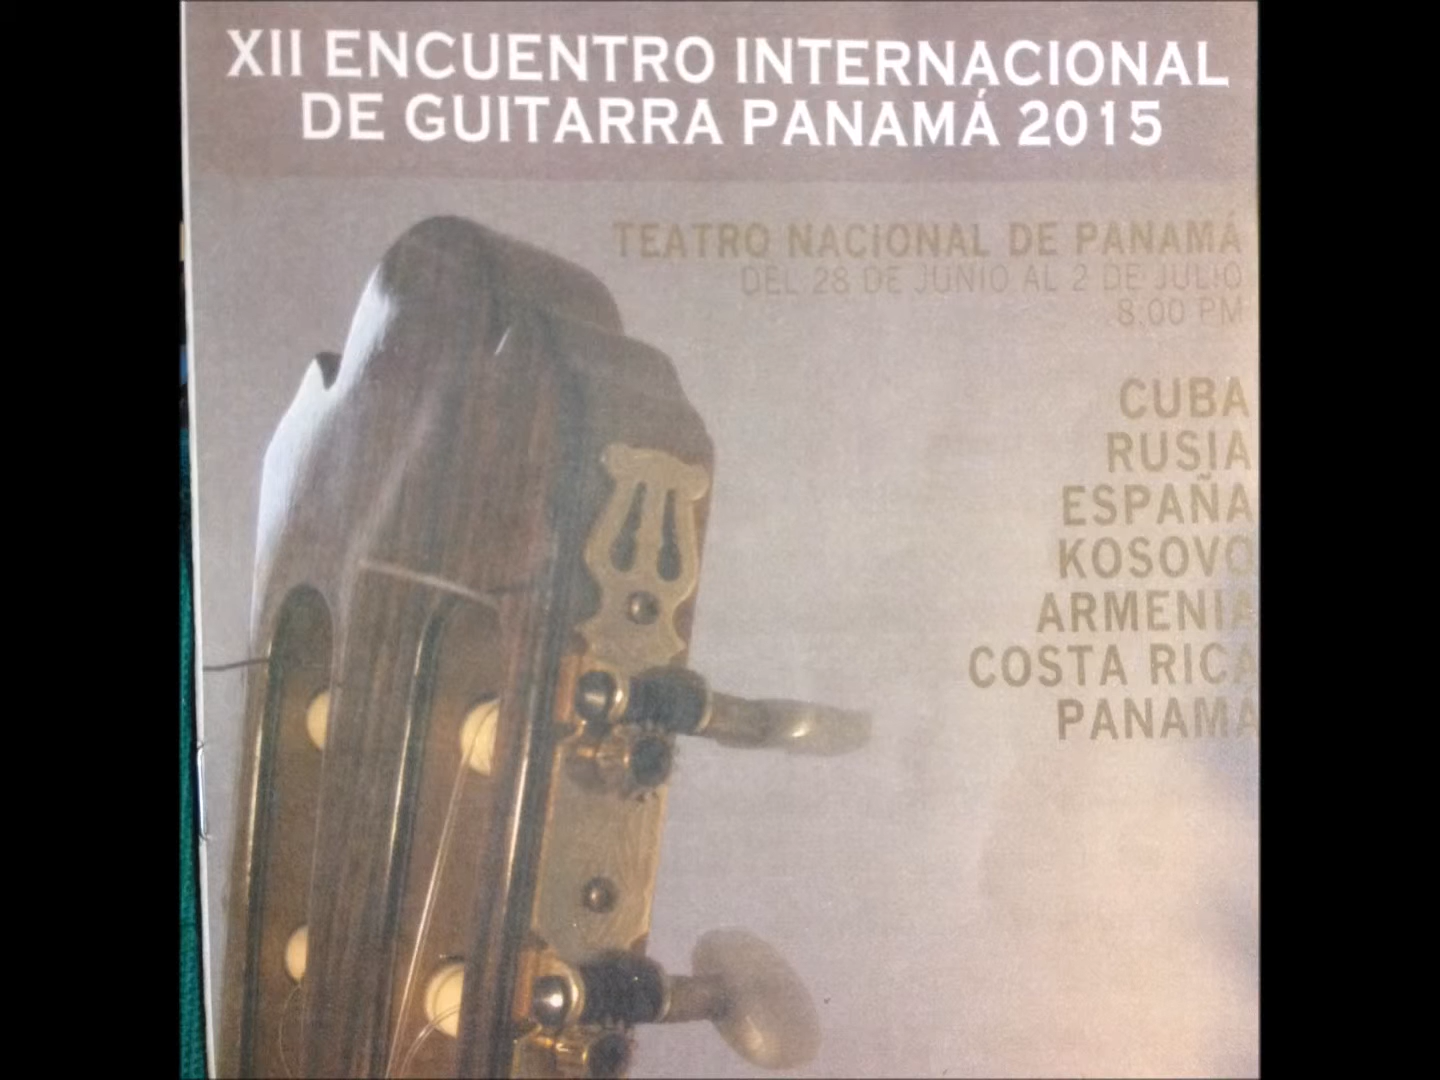 XII ENCUENTRO INTERNACIONAL
DE GUITARRA PANAMÁ 2015
TEATRO NACIONAL DE PANAMÁ
DEL 28 DE JUNIO AL 2 DE JULIO
8:00 PM
CUBA
RUSIA
ESPAÑA
KOSOVO
ARMENIA
COSTA RICA
PANAMÁ